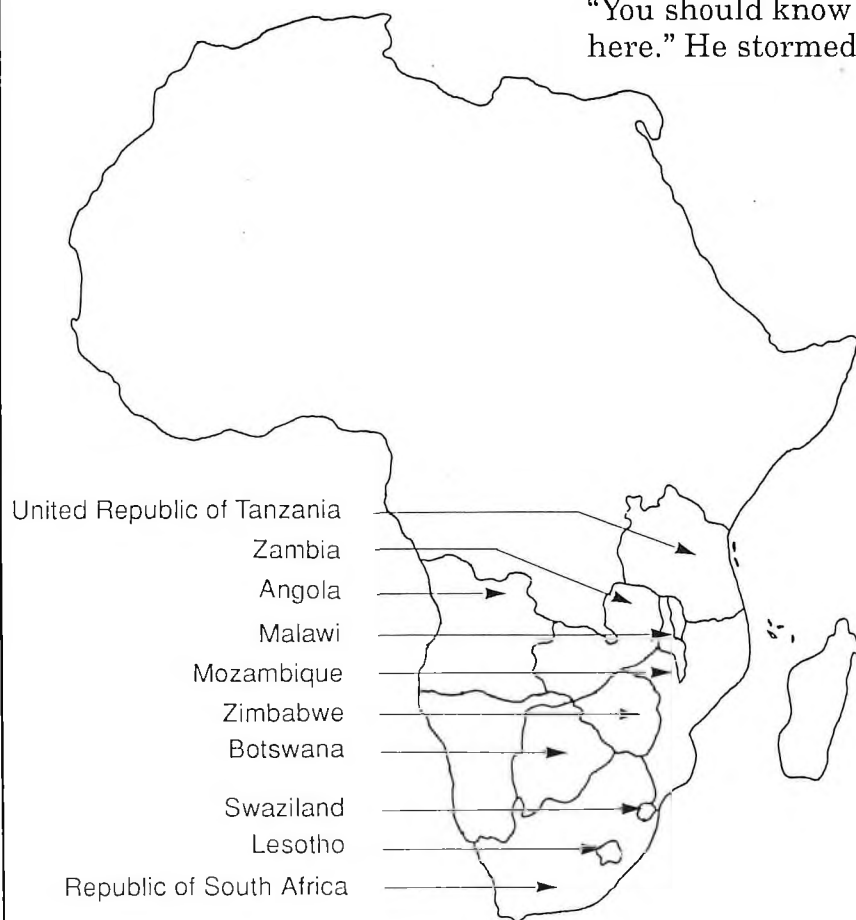 “You should know
here.” He stormed
United Republic of Tanzania
Zambia
Angola
Malawi
Mozambique
Zimbabwe
Botswana
Swaziland
Lesotho
Republic of South Africa